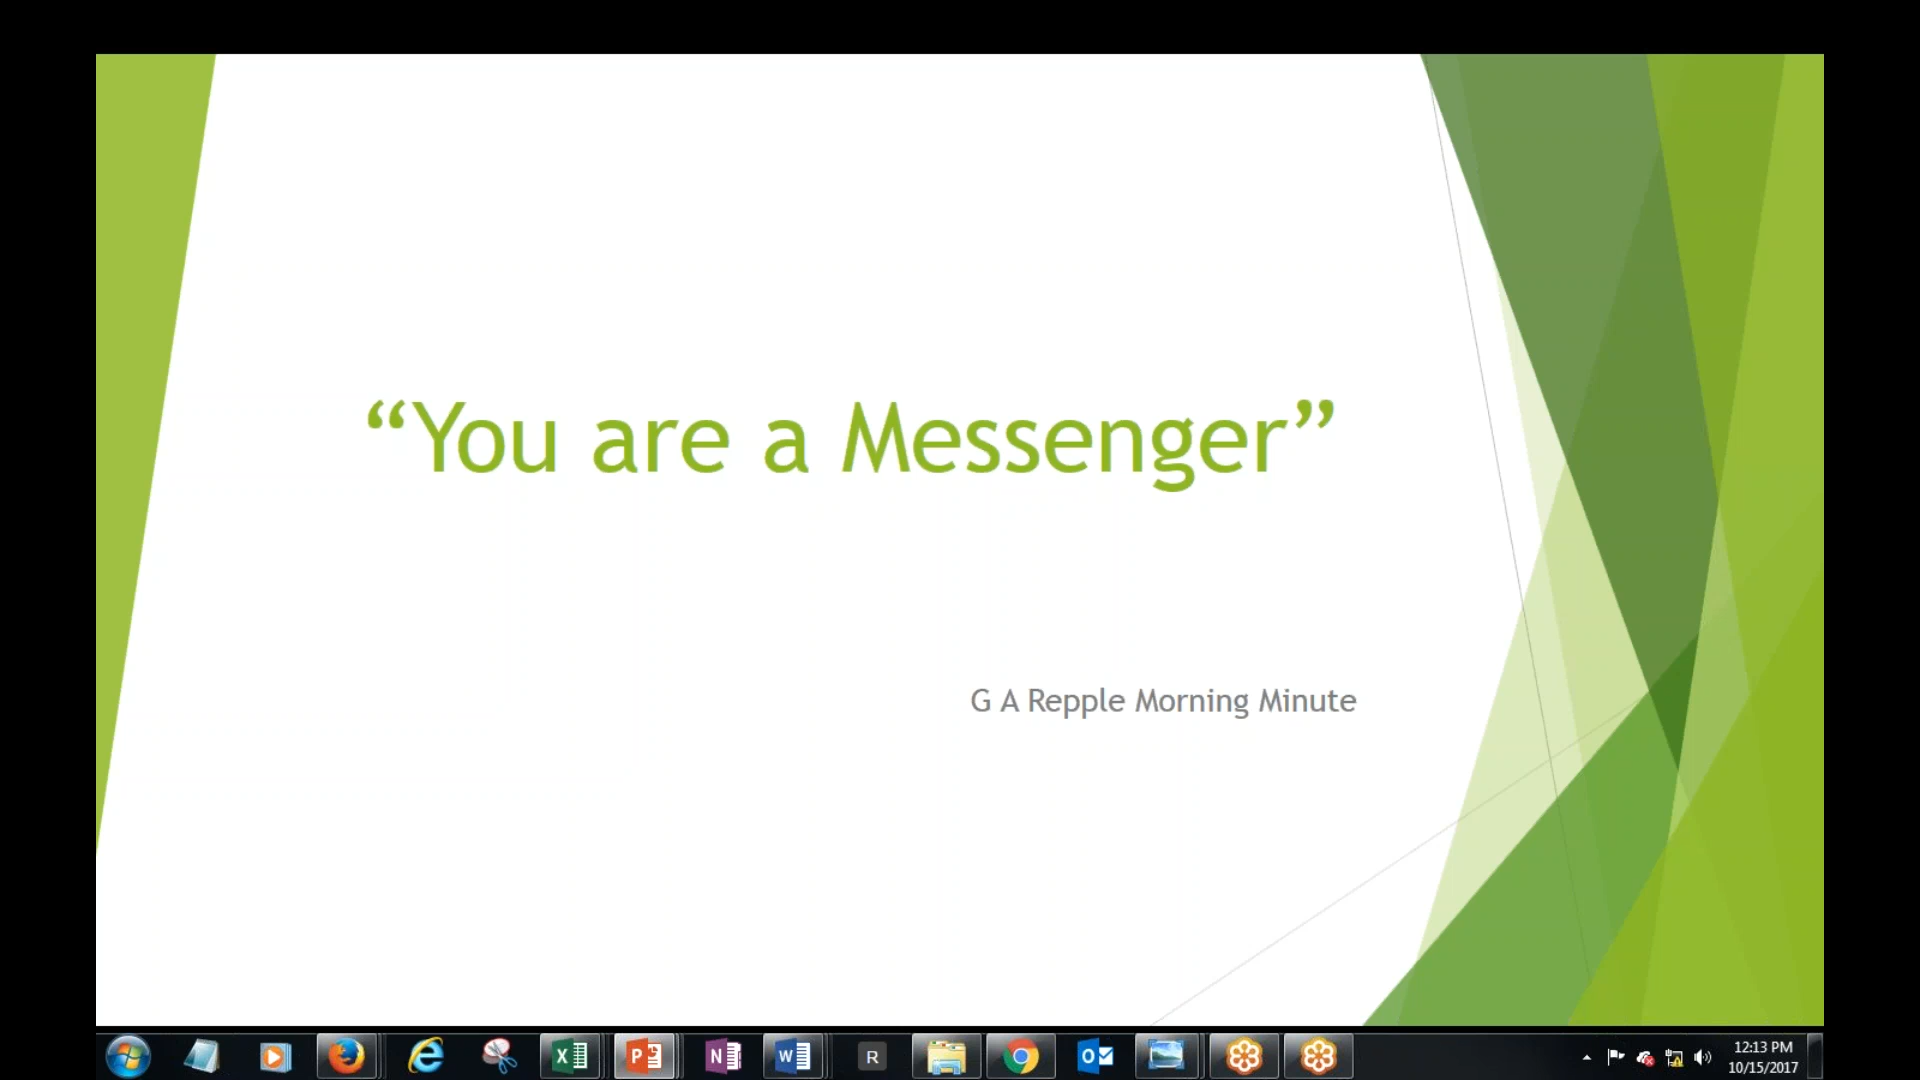 “You are a Messenger”
G A Repple Morning Minute
12:13 PM
10/15/2017